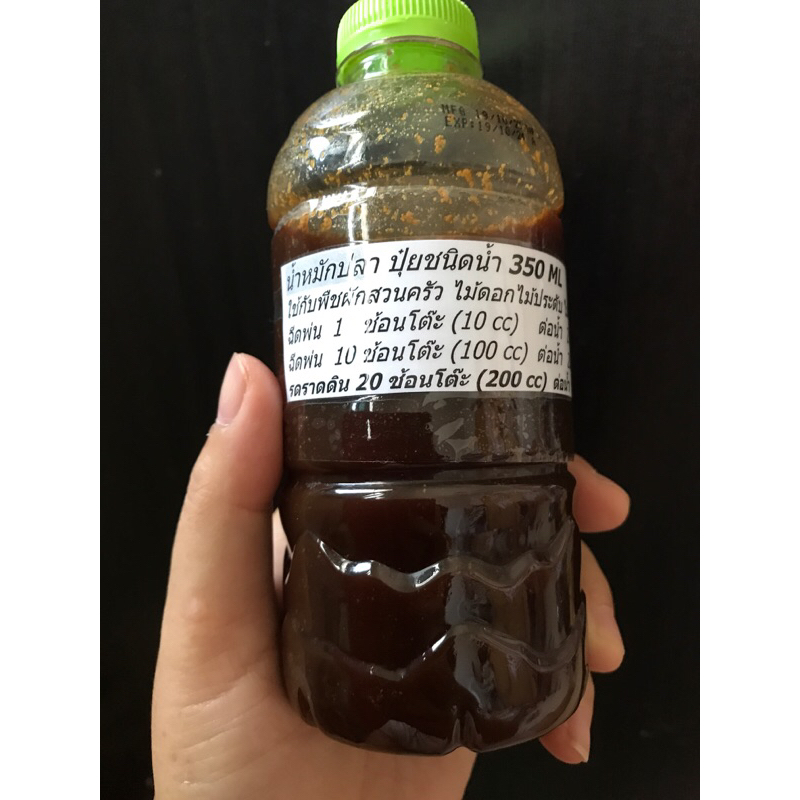 MFG 19/10/
EXP:19/10/
น้ำหมักปลา ปุ๋ยชนิดน้ำ 350 ML
ใช้กับพืชผักสวนครัว ไม้ดอกไม้ประดับ
ฉีดพ่น 1 ช้อนโต๊ะ (10 cc) ต่อน้ำ
ฉีดพ่น 10 ช้อนโต๊ะ (100 cc) ต่อน้ำ
รดราดดิน 20 ช้อนโต๊ะ (200 cc) ต่อน้ำ